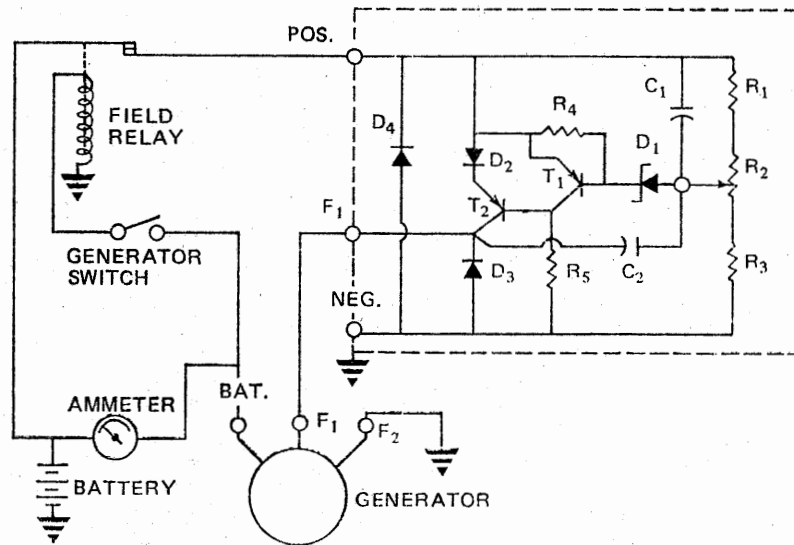 POS.
FIELD
RELAY
GENERATOR
SWITCH
F₁
NEG.
BAT.
AMMETER
F₁
F₂
BATTERY
GENERATOR
D₄
D₂
R₄
T₁
T₂
D₁
C₁
R₁
R₂
R₃
D₃
R₅
C₂